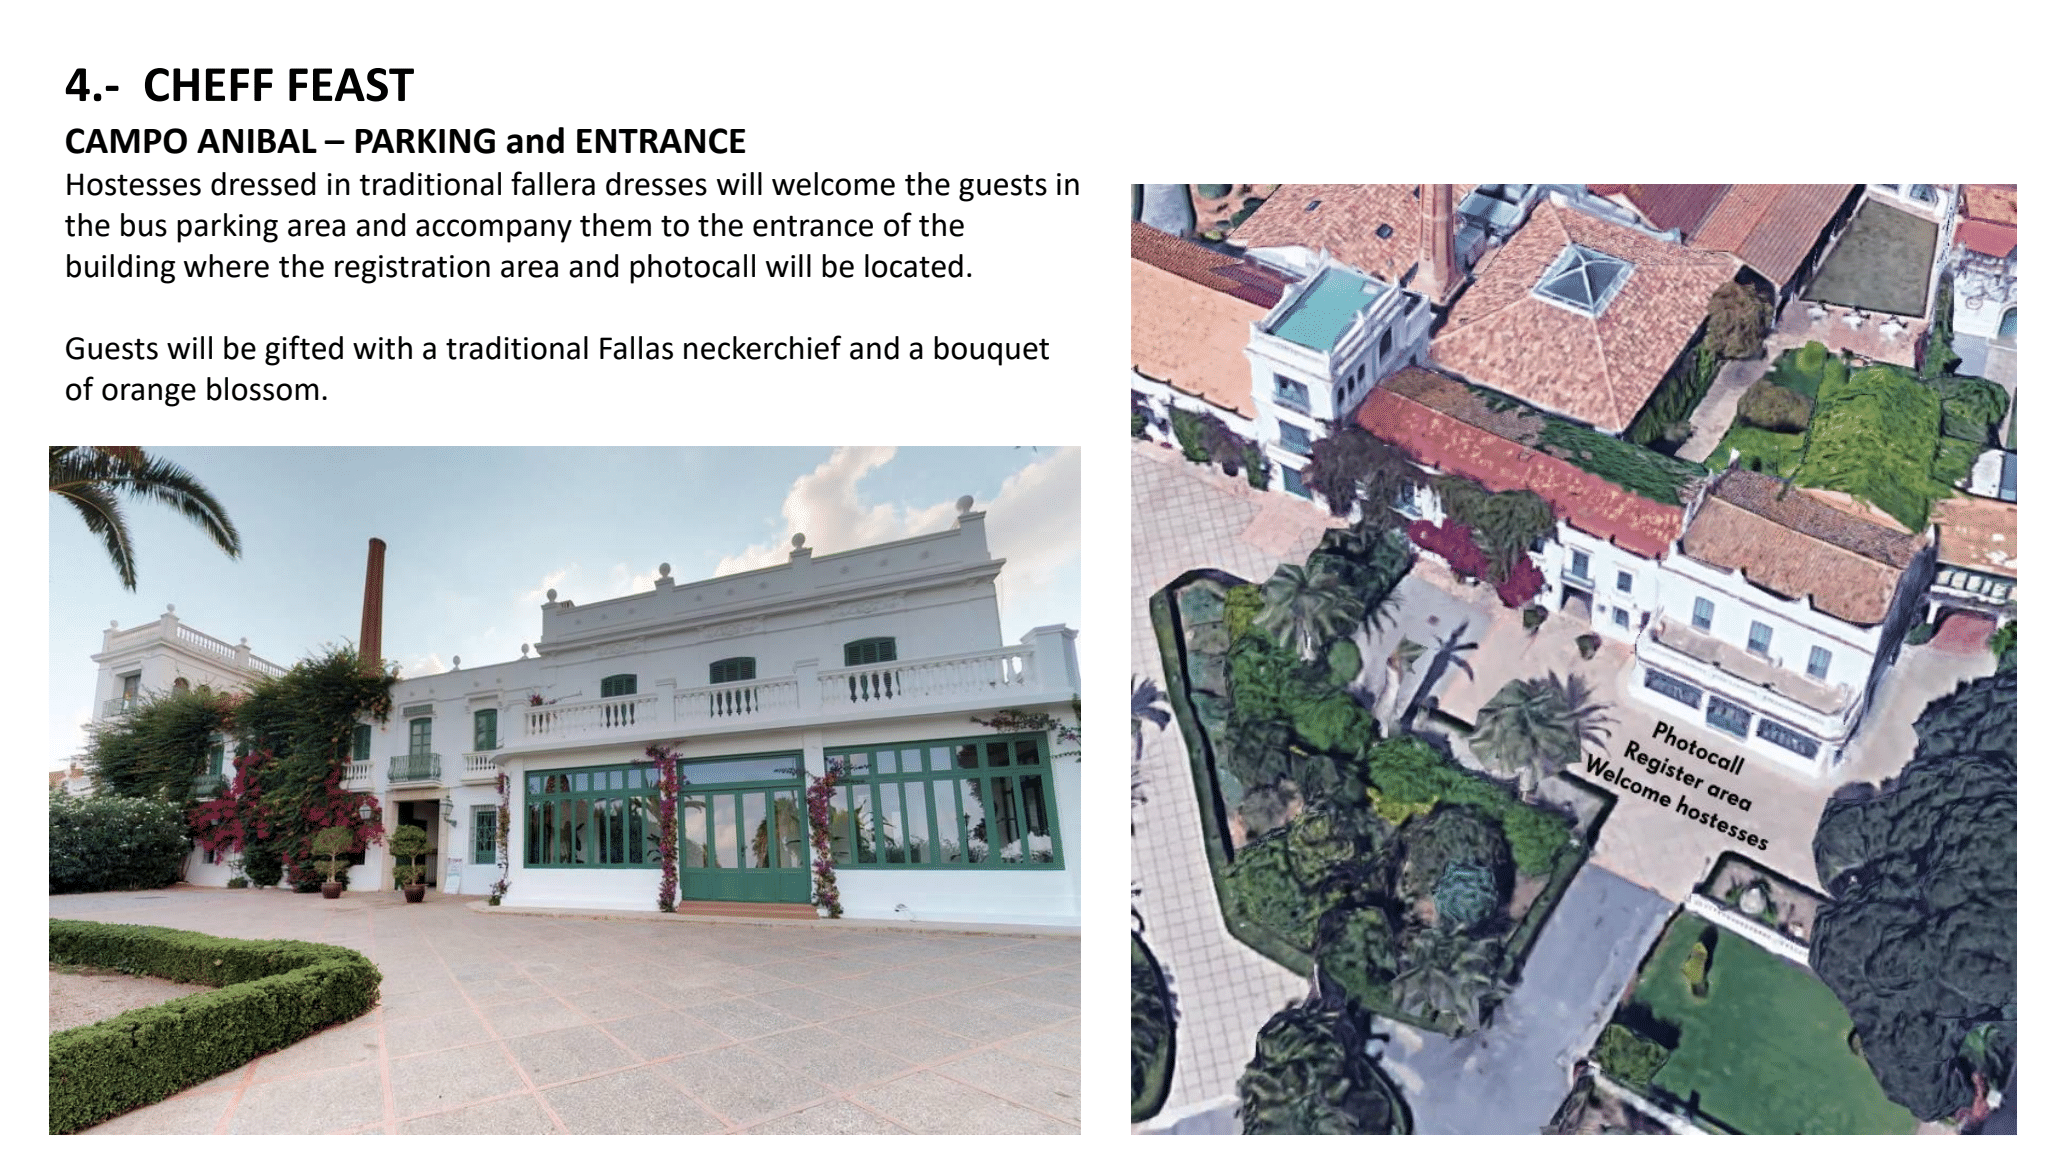 4.- CHEFF FEAST
CAMPO ANIBAL – PARKING and ENTRANCE
Hostesses dressed in traditional fallera dresses will welcome the guests in
the bus parking area and accompany them to the entrance of the
building where the registration area and photocall will be located.
Guests will be gifted with a traditional Fallas neckerchief and a bouquet
of orange blossom.
Photocall
Register area
Welcome hostesses